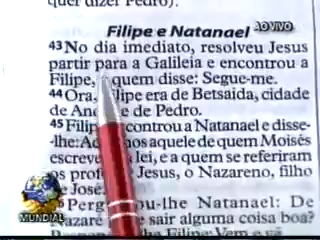 quer dizer Pedro).
Filipe e Natanael
AO VIVO
43 No dia imediato, resolveu Jesus
partir para a Galileia e encontrou a
Filipe, a quem disse: Segue-me.
44 Ora, Filipe era de Betsaida, cidade
de André e de Pedro.
45 Filipe encontrou a Natanael e disse-
-lhe: Achamos aquele de quem Moisés
escreveu na lei, e a quem se referiram
os profetas: Jesus, o Nazareno, filho
de José.
46 Perguntou-lhe Natanael: De
Nazaré pode sair alguma coisa boa?
Filipe: Vem e vê
MUNDIAL